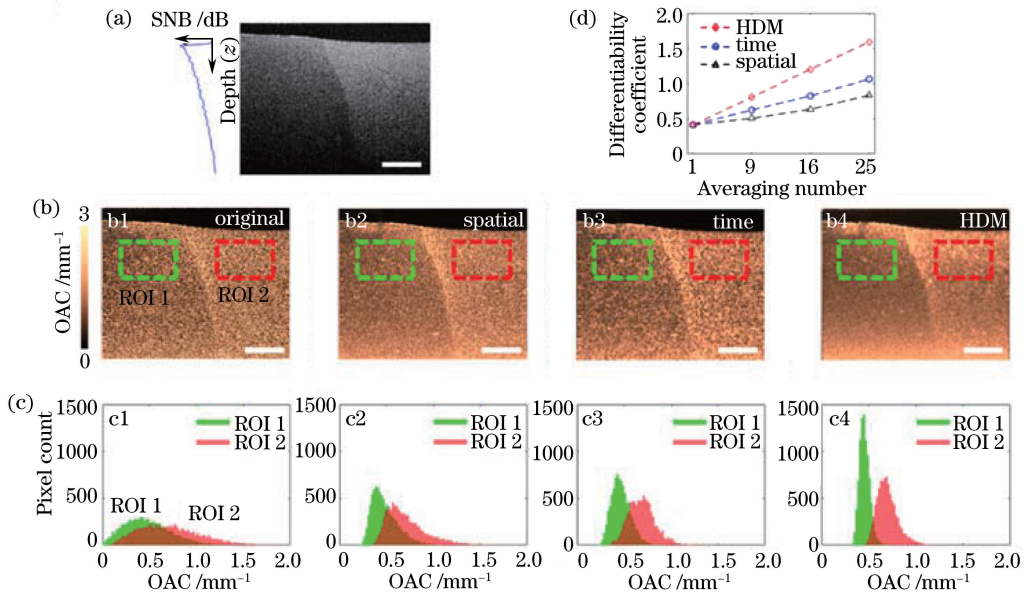 (a)
SNB /dB
Depth (z)
(d)
Differentiability coefficient
2.0
1.5
1.0
0.5
0
HDM
time
spatial
1 9 16 25
Averaging number
(b)
OAC /mm⁻¹
3
0
b1 original
ROI 1 ROI 2
b2 spatial
b3 time
b4 HDM
(c)
Pixel count
1500
1000
500
0
c1
ROI 1
ROI 2
ROI 1
ROI 2
0 0.5 1.0 1.5 2.0
OAC /mm⁻¹
1500
1000
500
0
c2
ROI 1
ROI 2
0.5 1.0 1.5 2.0
OAC /mm⁻¹
1500
1000
500
0
c3
ROI 1
ROI 2
0.5 1.0 1.5 2.0
OAC /mm⁻¹
1500
1000
500
0
c4
ROI 1
ROI 2
0 0.5 1.0 1.5 2.0
OAC /mm⁻¹